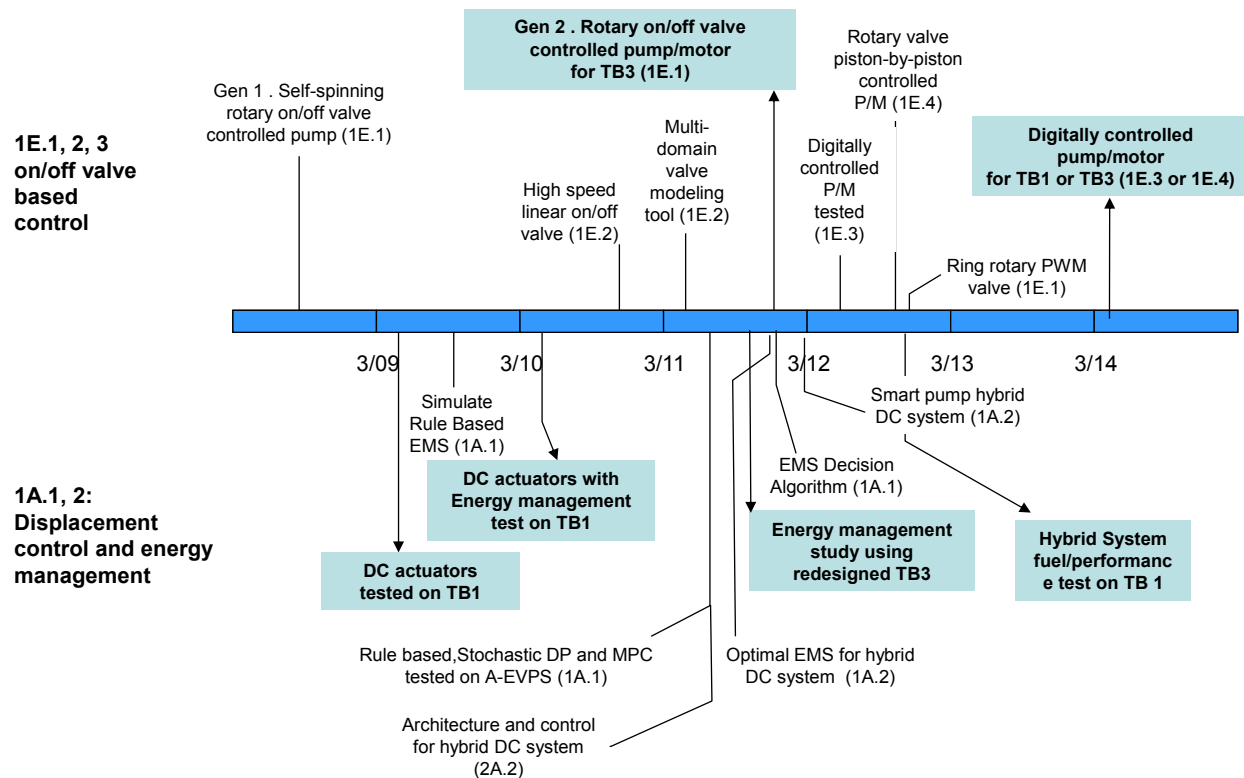 Gen 2 . Rotary on/off valve
controlled pump/motor
for TB3 (1E.1)
Rotary valve
piston-by-piston
controlled
P/M (1E.4)
Gen 1 . Self-spinning
rotary on/off valve
controlled pump (1E.1)
1E.1, 2, 3
on/off valve
based
control
High speed
linear on/off
valve (1E.2)
Multi-
domain
valve
modeling
tool (1E.2)
Digitally
controlled
P/M
tested
(1E.3)
Digitally controlled
pump/motor
for TB1 or TB3 (1E.3 or 1E.4)
Ring rotary PWM
valve (1E.1)
3/09
3/10
3/11
3/12
3/13
3/14
Simulate
Rule Based
EMS (1A.1)
Smart pump hybrid
DC system (1A.2)
EMS Decision
Algorithm (1A.1)
1A.1, 2:
Displacement
control and energy
management
DC actuators with
Energy management
test on TB1
DC actuators
tested on TB1
Energy management
study using
redesigned TB3
Hybrid System
fuel/performanc
e test on TB 1
Rule based,Stochastic DP and MPC
tested on A-EVPS (1A.1)
Optimal EMS for hybrid
DC system (1A.2)
Architecture and control
for hybrid DC system
(2A.2)